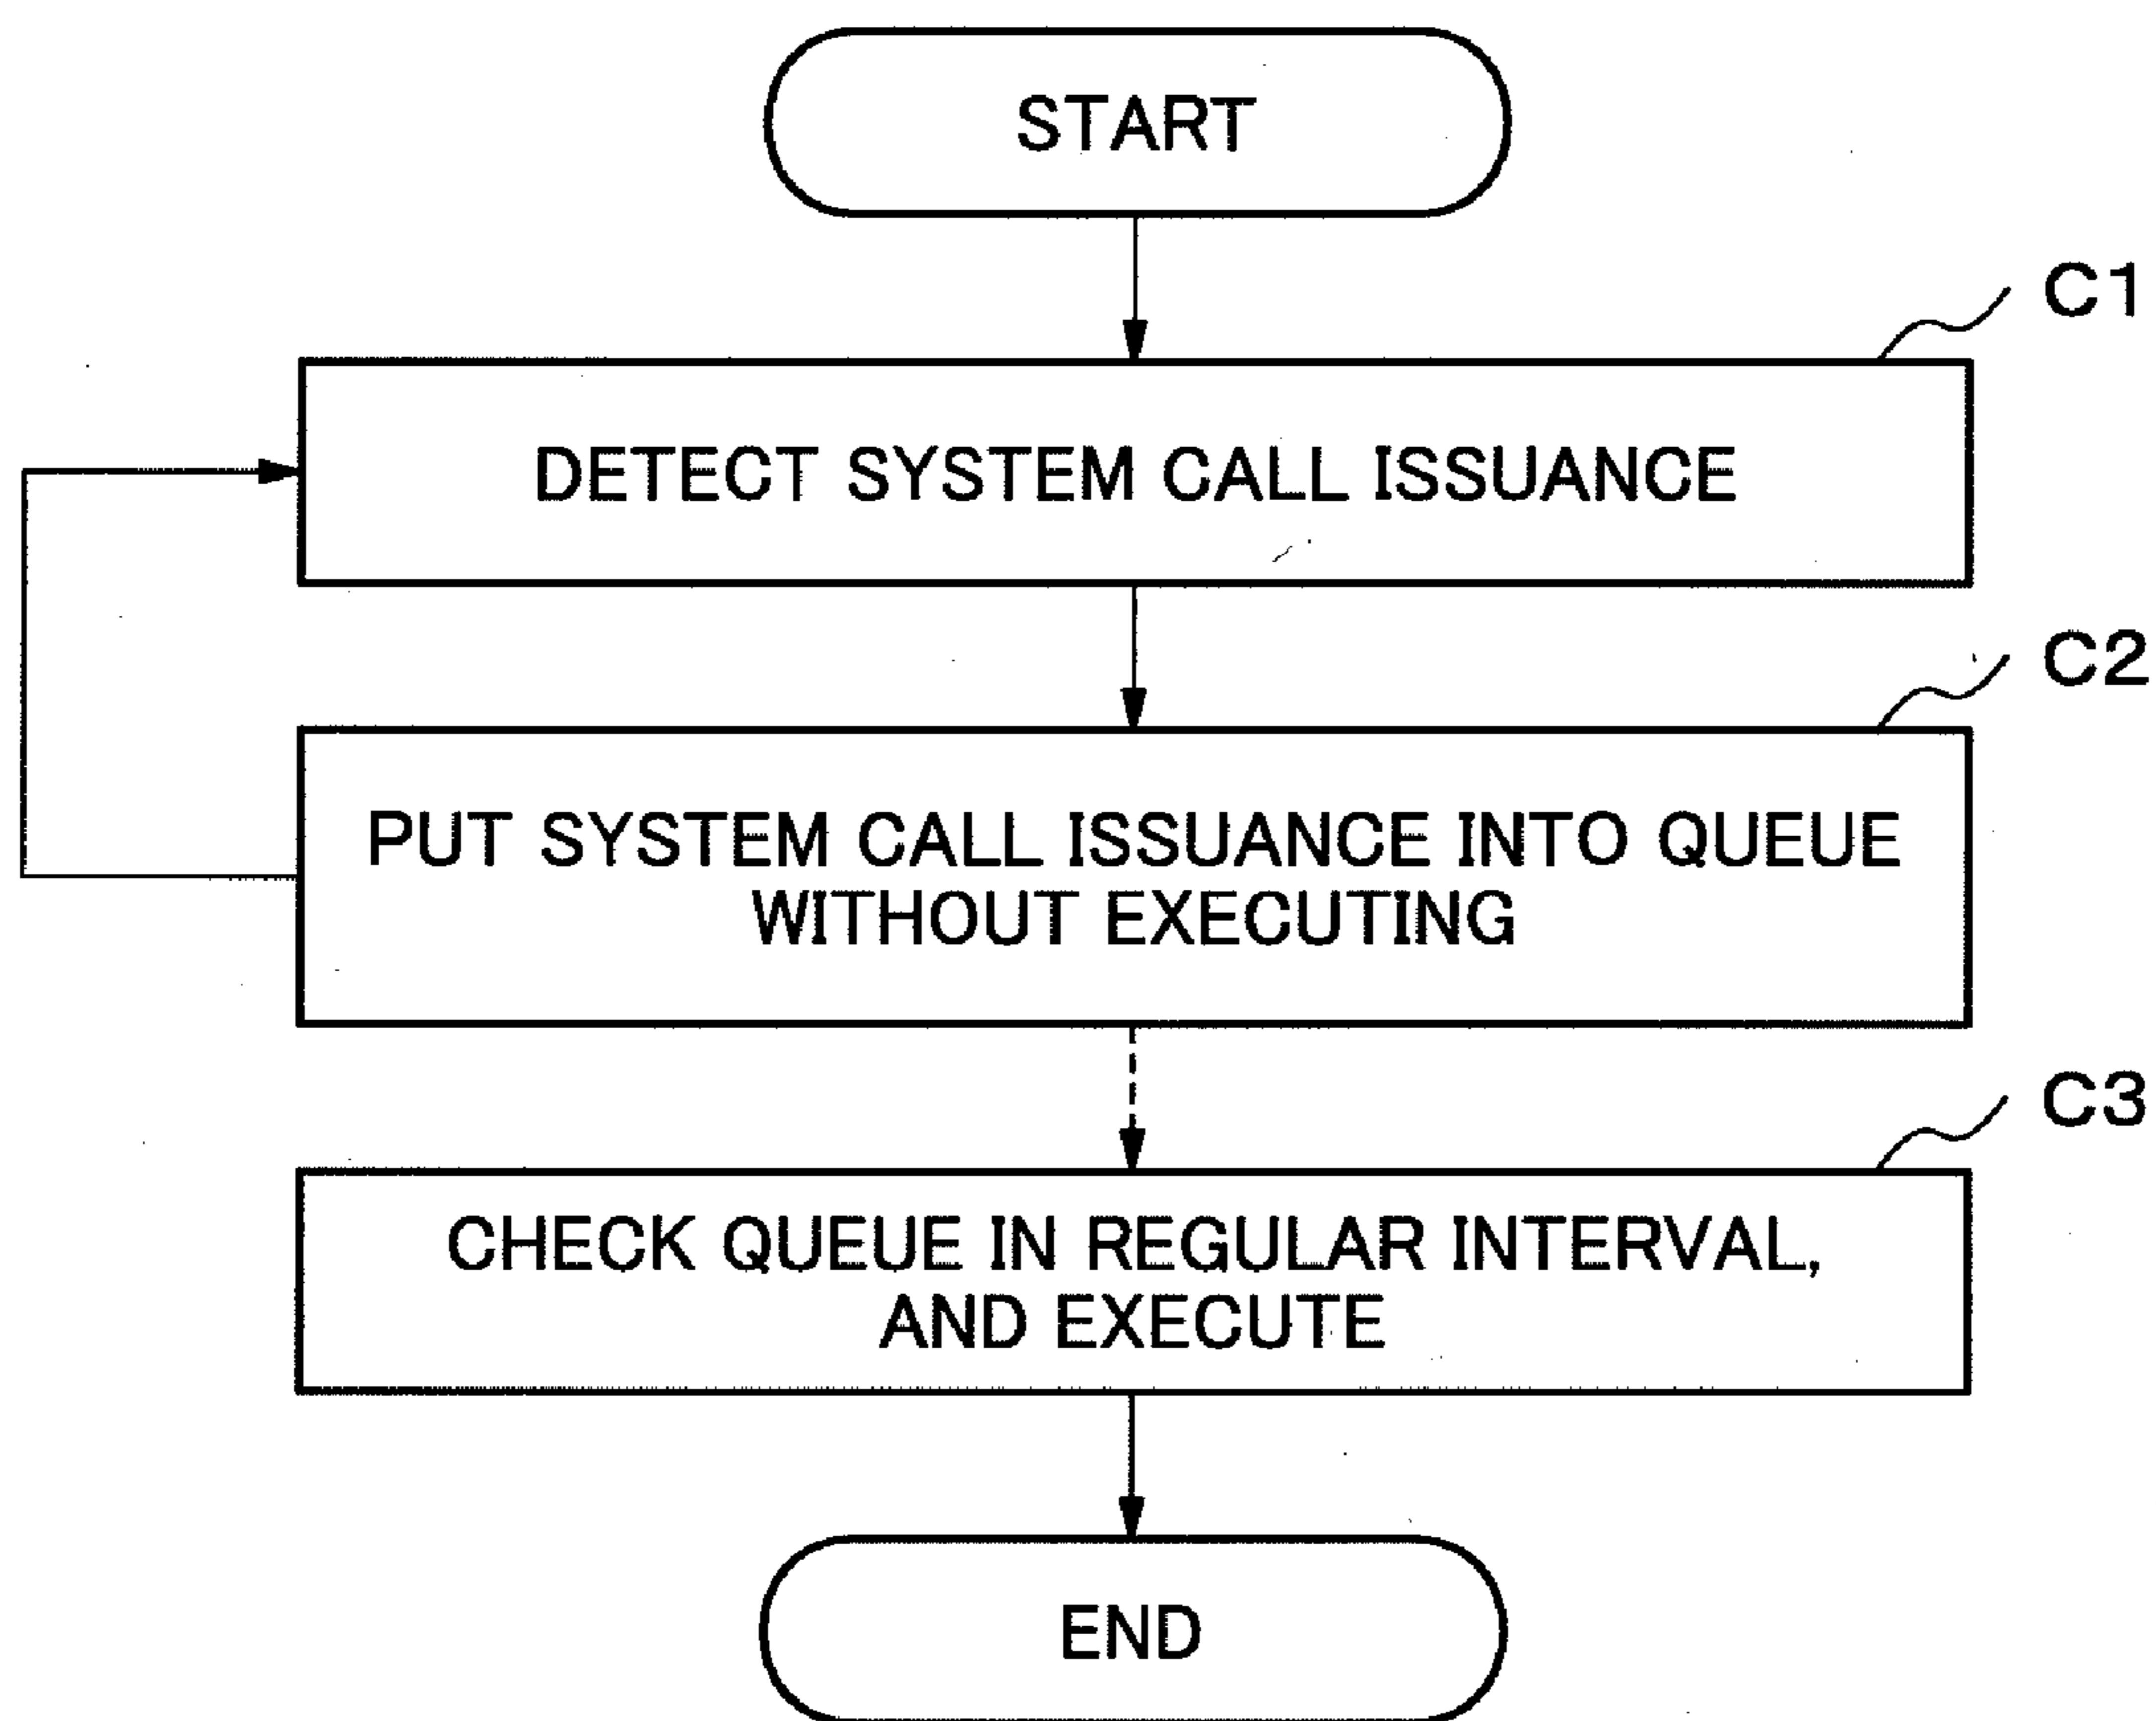 START
C1
DETECT SYSTEM CALL ISSUANCE
C2
PUT SYSTEM CALL ISSUANCE INTO QUEUE
WITHOUT EXECUTING
C3
CHECK QUEUE IN REGULAR INTERVAL,
AND EXECUTE
END